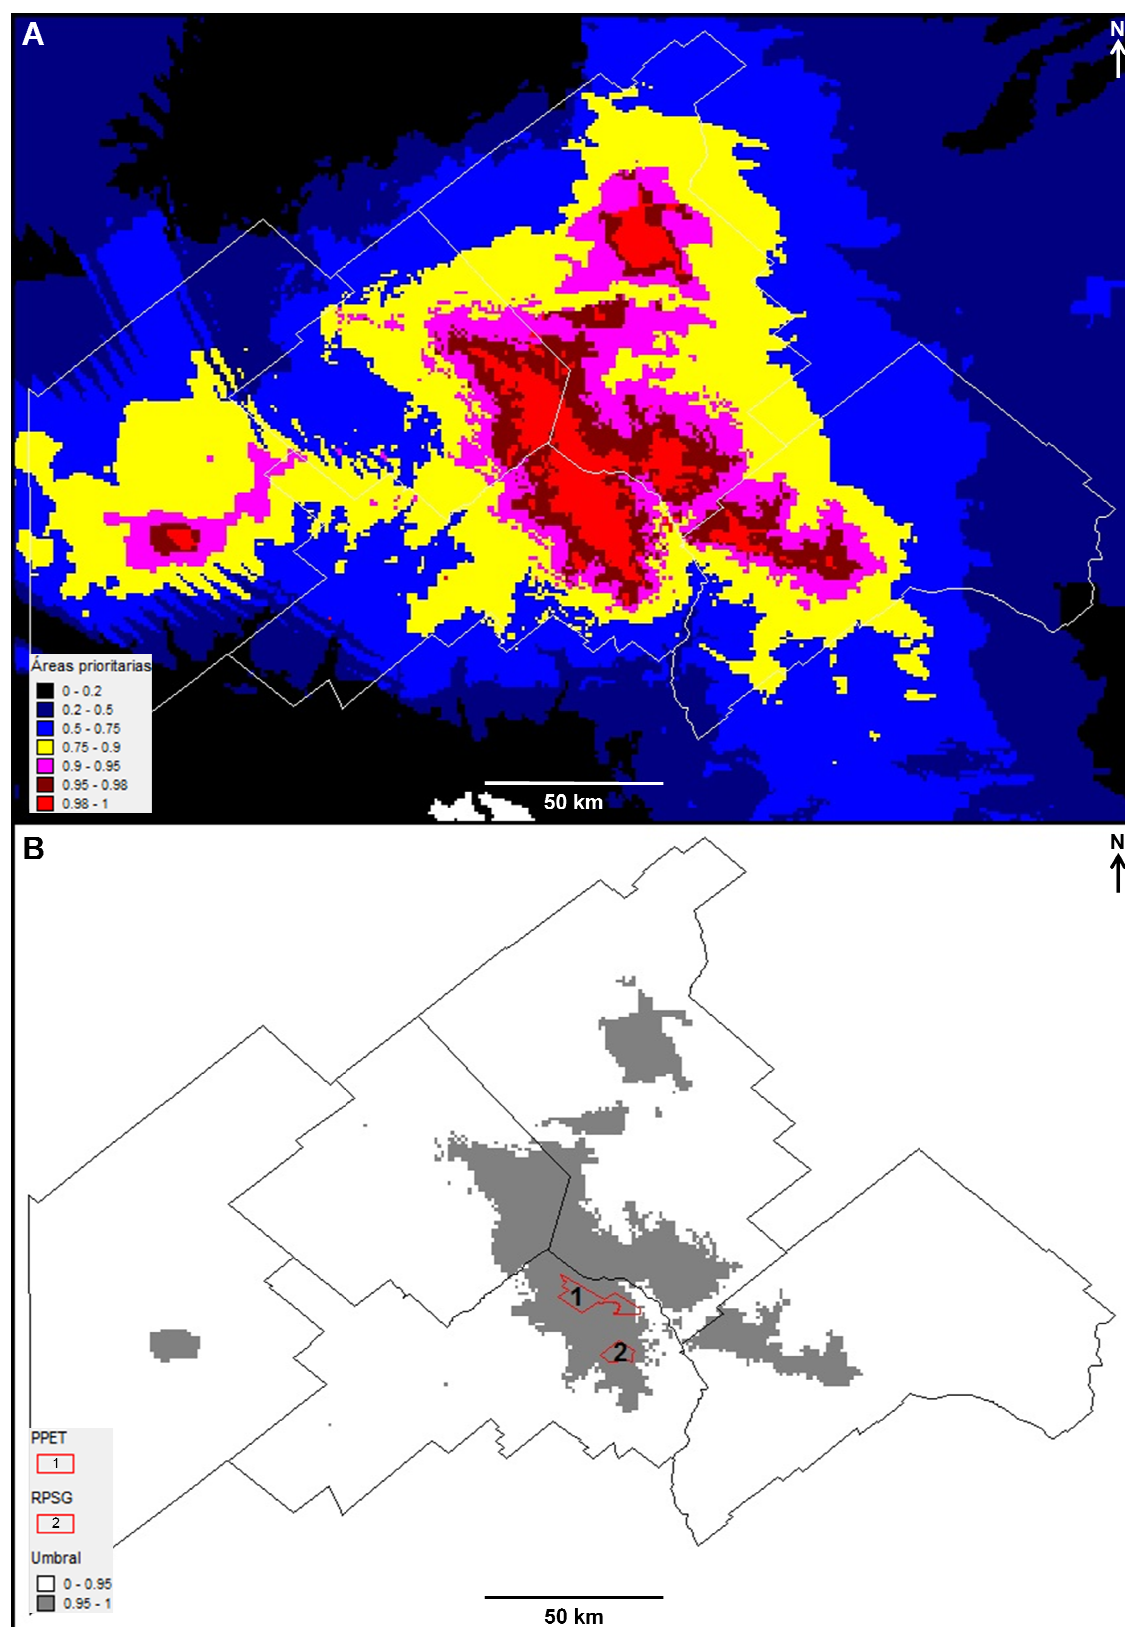 A
N
Áreas prioritarias
0 - 0.2
0.2 - 0.5
0.5 - 0.75
0.75 - 0.9
0.9 - 0.95
0.95 - 0.98
0.98 - 1
50 km
B
N
1
2
PPET
1
RPSG
2
Umbral
0 - 0.95
0.95 - 1
50 km